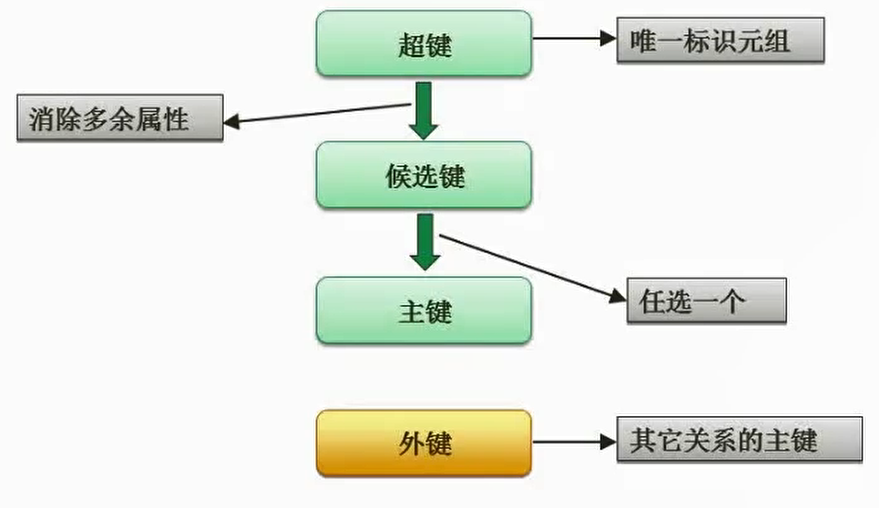 超键
唯一标识元组
消除多余属性
候选键
任选一个
主键
外键
其它关系的主键